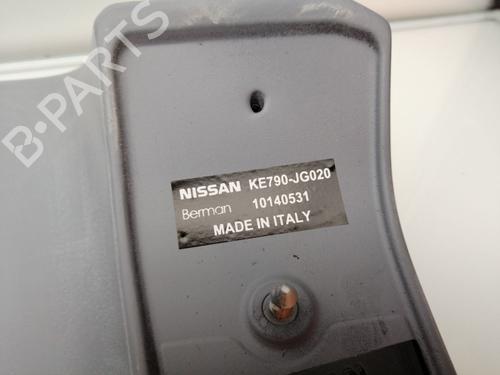 B-PARTS
NISSAN KE790-JG020
Berman 10140531
MADE IN ITALY